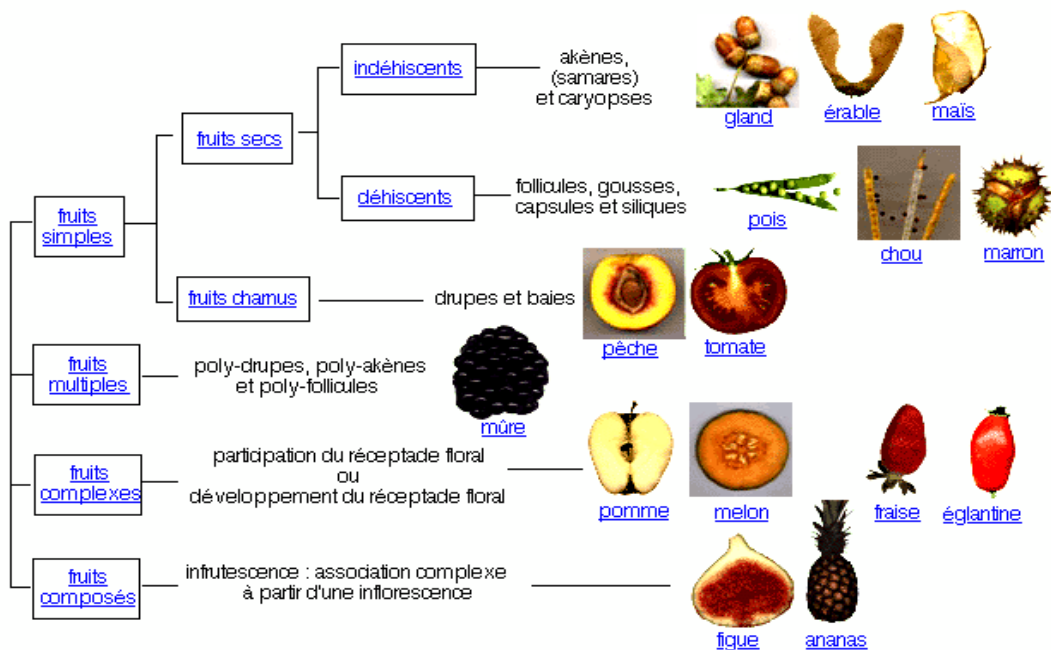 indéhiscents
akènes,
(samares)
et caryopses
gland
érable
maïs
fruits secs
déhiscents
follicules, gousses,
capsules et siliques
pois
chou
marron
fruits
simples
fruits charnus
drupes et baies
pêche
tomate
fruits
multiples
poly-drupes, poly-akènes
et poly-follicules
mûre
fruits
complexes
participation du réceptade floral
ou
développement du réceptade floral
pomme
melon
fraise
églantine
fruits
composés
infrutescence : association complexe
à partir d'une inflorescence
figue
ananas